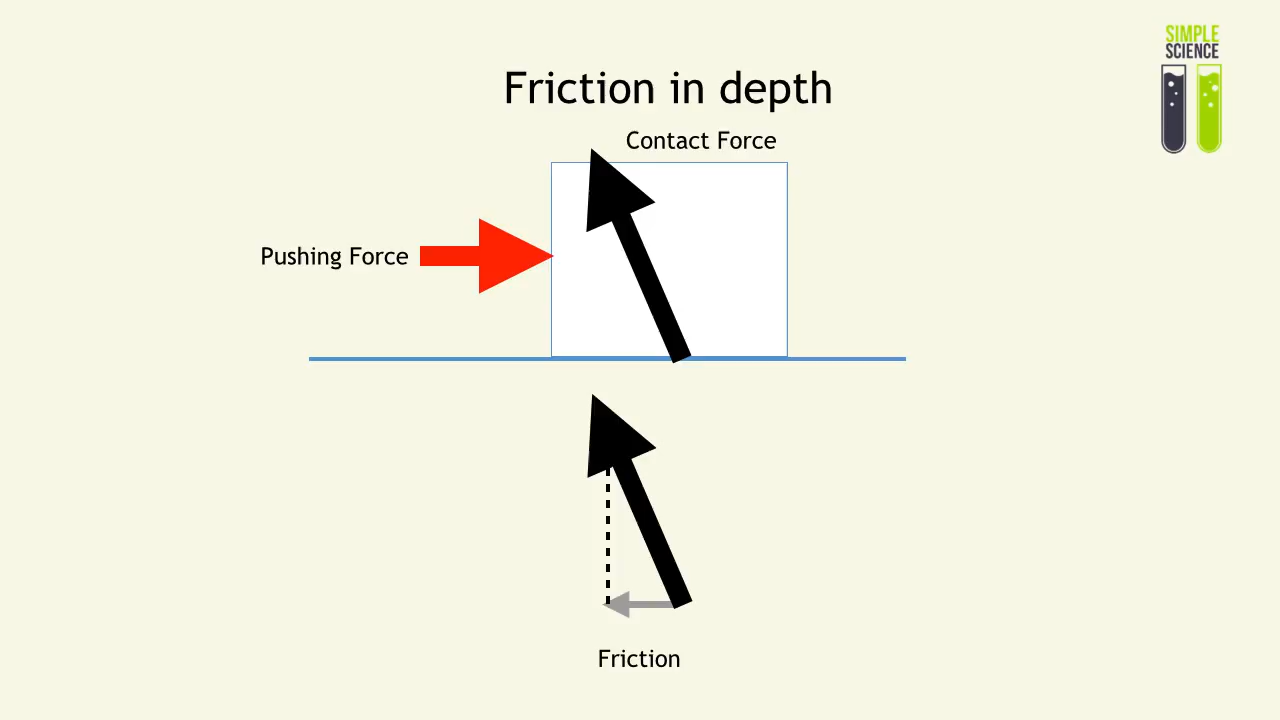 SIMPLE
SCIENCE
Friction in depth
Contact Force
Pushing Force
Friction